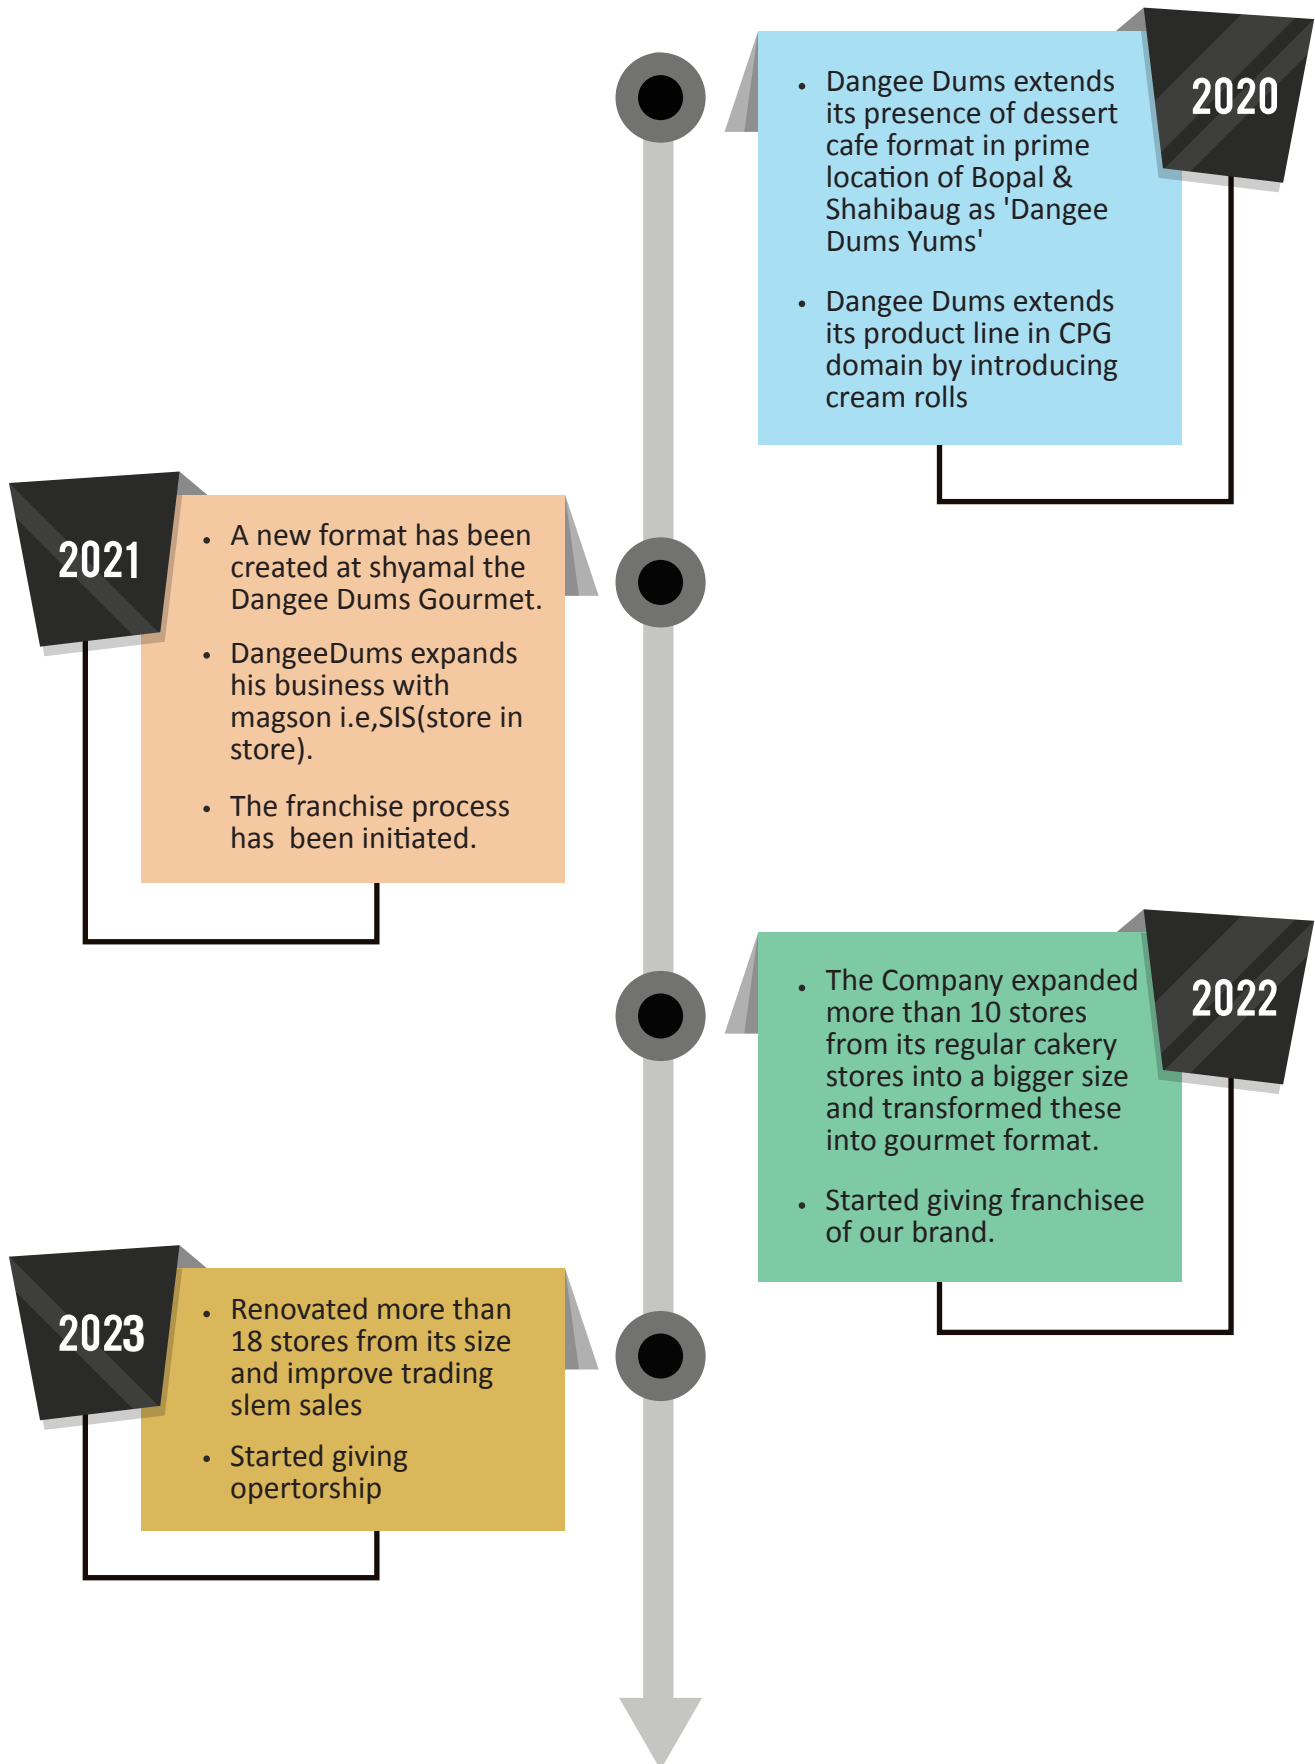 2020
• Dangee Dums extends
its presence of dessert
cafe format in prime
location of Bopal &
Shahibaug as 'Dangee
Dums Yums'
• Dangee Dums extends
its product line in CPG
domain by introducing
cream rolls
2021
• A new format has been
created at shyamal the
Dangee Dums Gourmet.
• DangeeDums expands
his business with
magson i.e,SIS(store in
store).
• The franchise process
has  been initiated.
2022
• The Company expanded
more than 10 stores
from its regular cakery
stores into a bigger size
and transformed these
into gourmet format.
• Started giving franchisee
of our brand.
2023
• Renovated more than
18 stores from its size
and improve trading
slem sales
• Started giving
opertorship